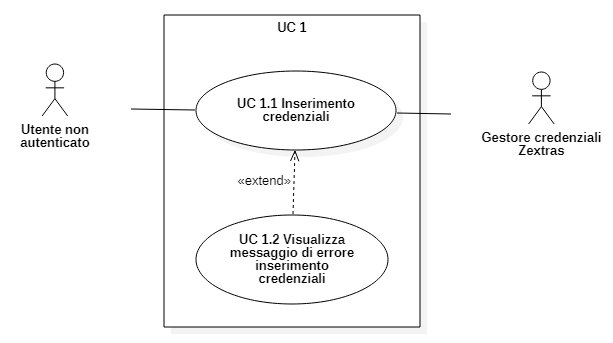 UC 1
UC 1.1 Inserimento
credenziali
Utente non
autenticato
Gestore credenziali
Zextras
«extend»
UC 1.2 Visualizza
messaggio di errore
inserimento
credenziali